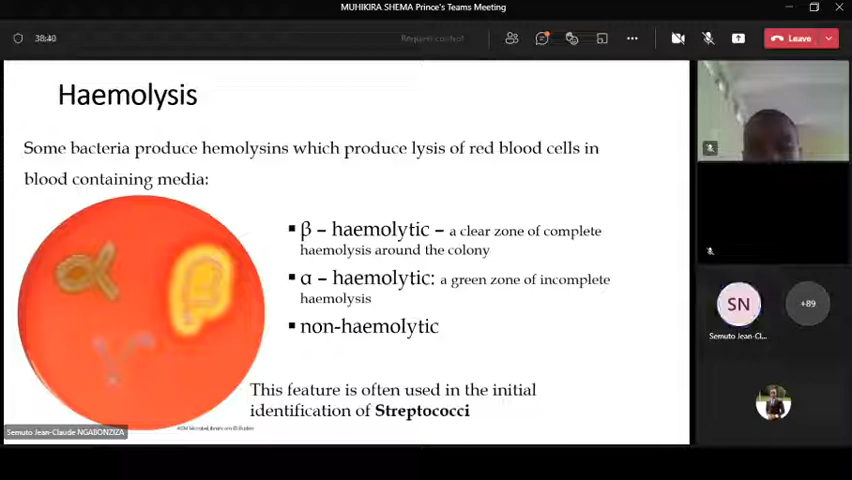 MUHIKIRA SHEMA Prince's Teams Meeting
38:40
Request control
Leave
Haemolysis
Some bacteria produce hemolysins which produce lysis of red blood cells in
blood containing media:
▪ β – haemolytic – a clear zone of complete
haemolysis around the colony
▪ α – haemolytic: a green zone of incomplete
haemolysis
▪ non-haemolytic
α
β
γ
This feature is often used in the initial
identification of Streptococci
Semuto Jean-Claude NGABONZIZA
SN
+89
Semuto Jean-Cl...